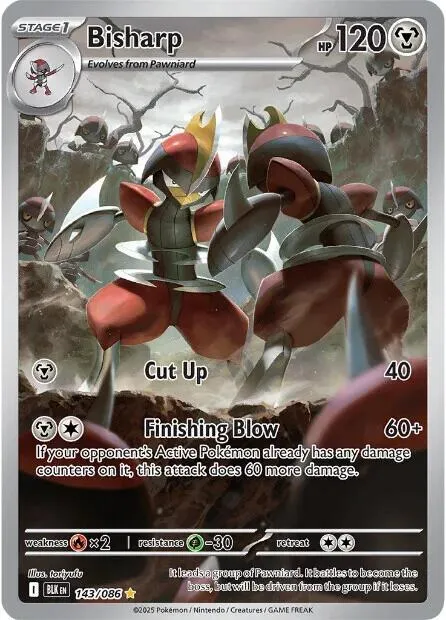 STAGE1
Bisharp
HP 120
Evolves from Pawniard
Cut Up 40
Finishing Blow 60+
If your opponent's Active Pokémon already has any damage
counters on it, this attack does 60 more damage.
weakness ×2 resistance -30 retreat
Illus. toriyufu
I BLK EN 143/086
It leads a group of Pawniard. It battles to become the
boss, but will be driven from the group if it loses.
©2025 Pokémon / Nintendo / Creatures / GAME FREAK